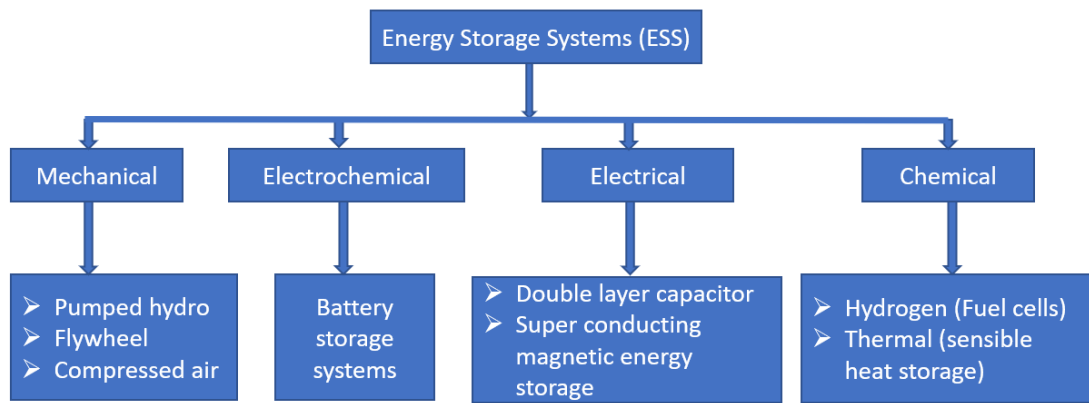 Energy Storage Systems (ESS)
Mechanical
Electrochemical
Electrical
Chemical
➢ Pumped hydro
➢ Flywheel
➢ Compressed air
Battery
storage
systems
➢ Double layer capacitor
➢ Super conducting
magnetic energy
storage
➢ Hydrogen (Fuel cells)
➢ Thermal (sensible
heat storage)